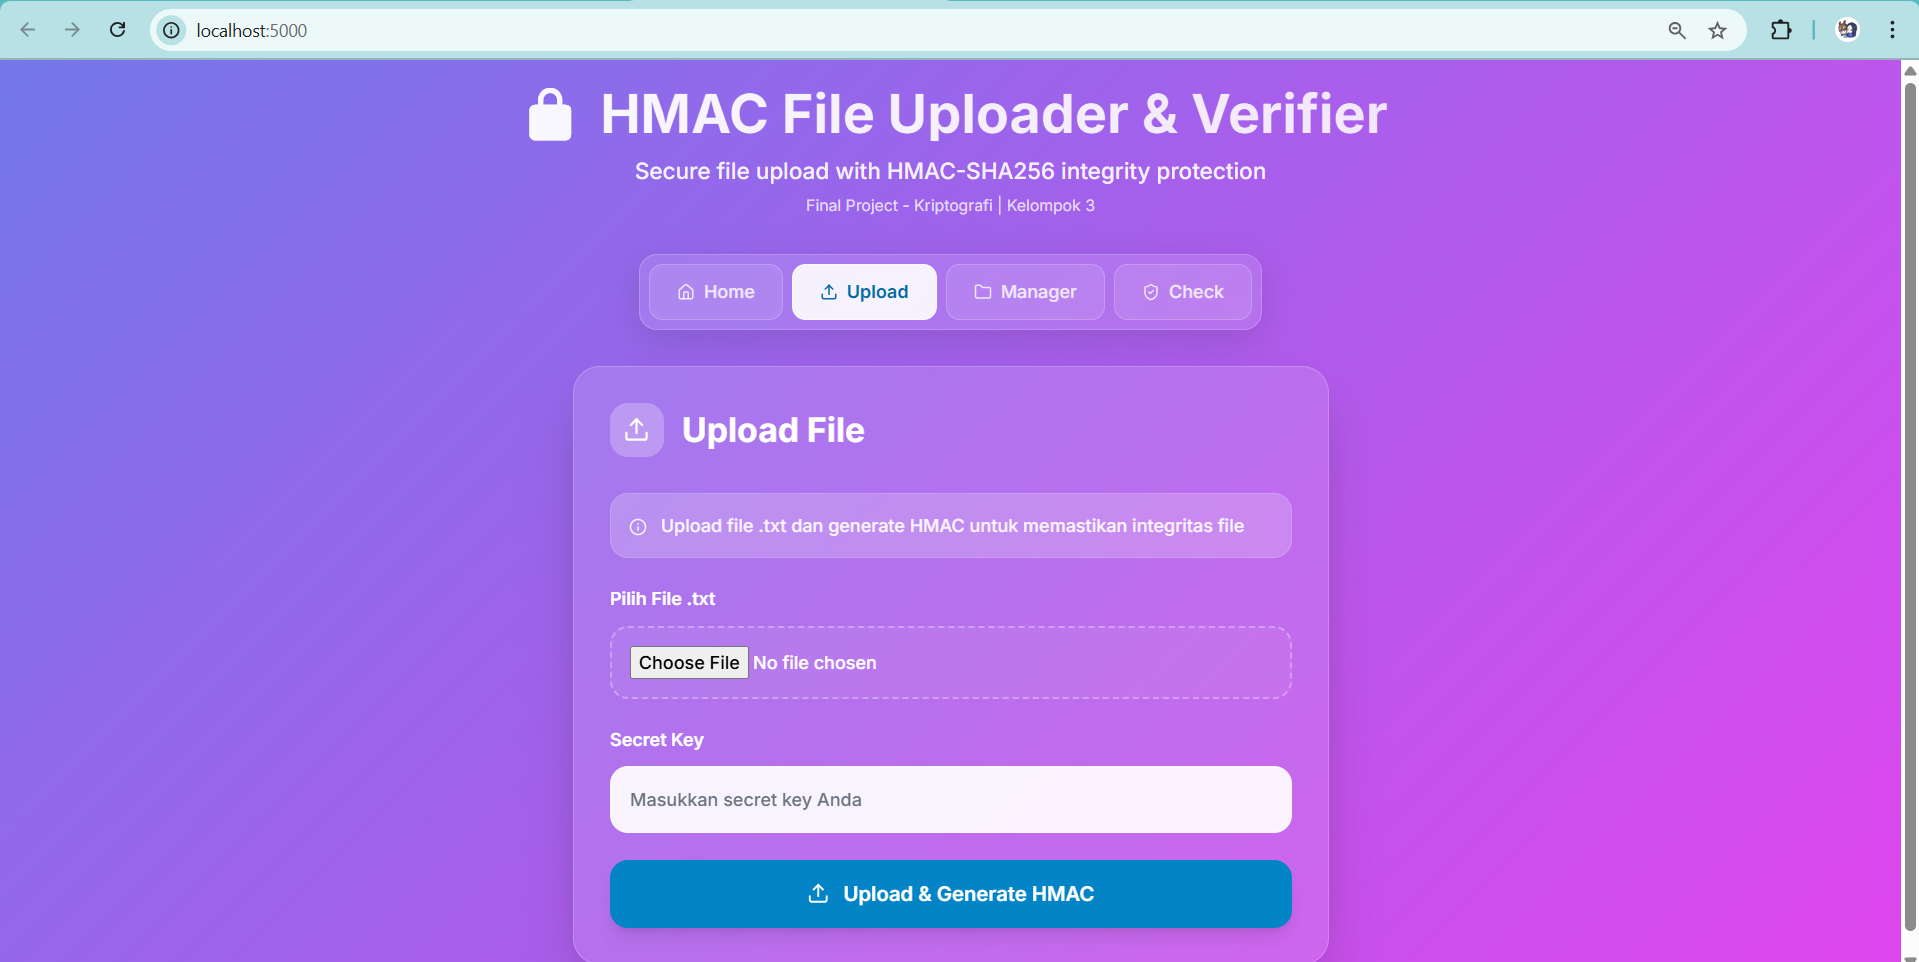 localhost:5000
HMAC File Uploader & Verifier
Secure file upload with HMAC-SHA256 integrity protection
Final Project - Kriptografi | Kelompok 3
Home Upload Manager Check
Upload File
Upload file .txt dan generate HMAC untuk memastikan integritas file
Pilih File .txt
Choose File No file chosen
Secret Key
Masukkan secret key Anda
Upload & Generate HMAC